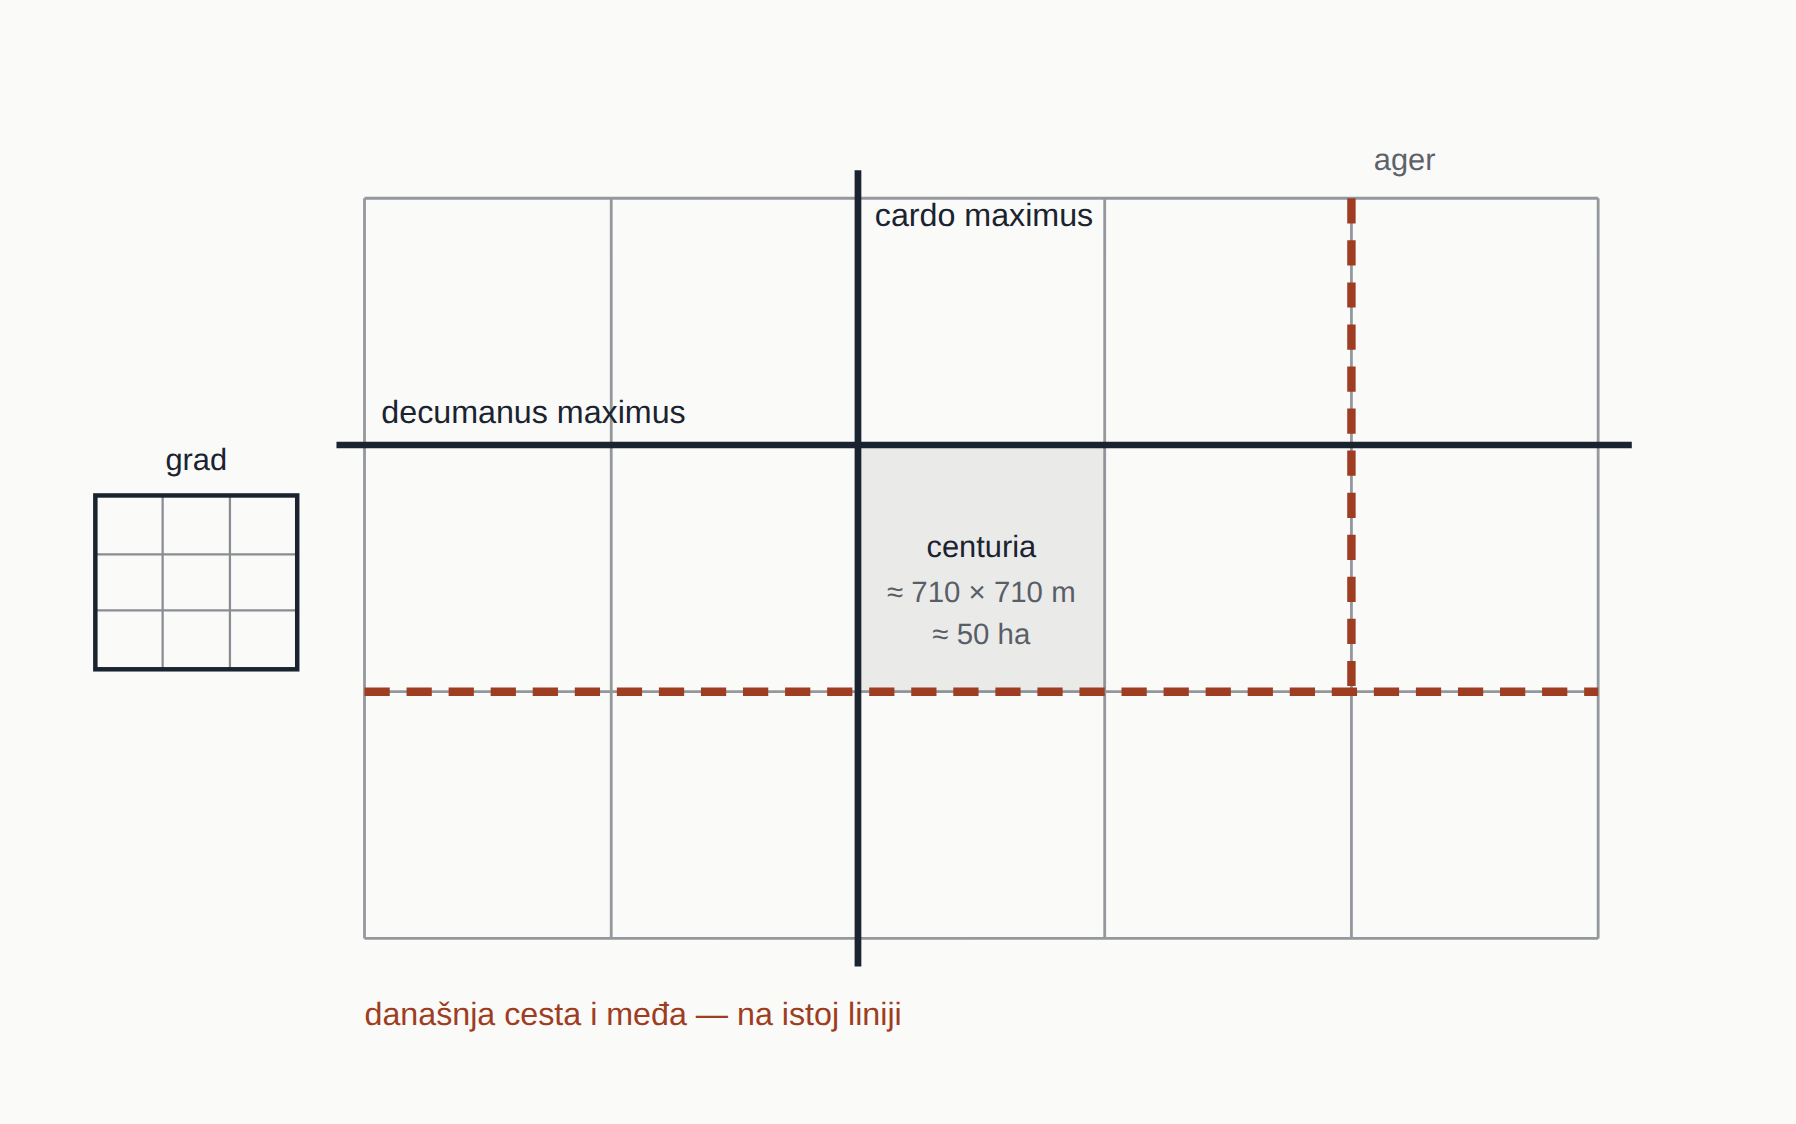 ager
cardo maximus
decumanus maximus
grad
centuria
≈ 710 × 710 m
≈ 50 ha
današnja cesta i međa — na istoj liniji